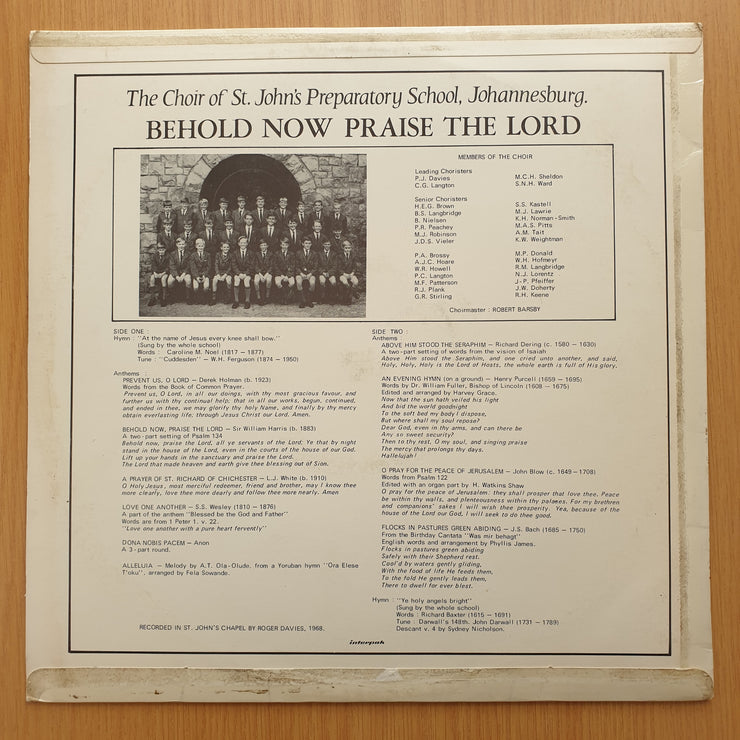 The Choir of St. John's Preparatory School, Johannesburg.
BEHOLD NOW PRAISE THE LORD
MEMBERS OF THE CHOIR
Leading Choristers
P.J. Davies
C.G. Langton
M.C.H. Sheldon
S.N.H. Ward
Senior Choristers
H.E.G. Brown
B.S. Langbridge
B. Nielsen
P.R. Peachey
M.J. Robinson
J.D.S. Vieler
S.S. Kastell
M.J. Lawrie
K.H. Norman-Smith
M.A.S. Pitts
A.M. Tait
K.W. Weightman
P.A. Brossy
A.J.C. Hoare
W.R. Howell
P.C. Langton
M.F. Patterson
R.J. Plank
G.R. Stirling
M.P. Donald
W.H. Hofmeyr
R.M. Langbridge
N.J. Lorentz
J-P. Pfeiffer
J.W. Doherty
R.H. Keene
Choirmaster : ROBERT BARSBY
SIDE ONE :
Hymn : "At the name of Jesus every knee shall bow."
(Sung by the whole school)
Words : Caroline M. Noel (1817 – 1877)
Tune : "Cuddesden" – W.H. Ferguson (1874 – 1950)
Anthems :
PREVENT US, O LORD – Derek Holman (b. 1923)
Words from the Book of Common Prayer.
Prevent us, O Lord, in all our doings, with thy most gracious favour, and
further us with thy continual help; that in all our works, begun, continued,
and ended in thee, we may glorify thy holy Name, and finally by thy mercy
obtain everlasting life; through Jesus Christ our Lord. Amen.
BEHOLD NOW, PRAISE THE LORD – Sir William Harris (b. 1883)
A two-part setting of Psalm 134
Behold now, praise the Lord, all ye servants of the Lord; Ye that by night
stand in the house of the Lord, even in the courts of the house of our God.
Lift up your hands in the sanctuary and praise the Lord.
The Lord that made heaven and earth give thee blessing out of Sion.
A PRAYER OF ST. RICHARD OF CHICHESTER – L.J. White (b. 1910)
O Holy Jesus, most merciful redeemer, friend and brother, may I know thee
more clearly, love thee more dearly and follow thee more nearly. Amen
LOVE ONE ANOTHER – S.S. Wesley (1810 – 1876)
A part of the anthem "Blessed be the God and Father"
Words are from 1 Peter 1. v. 22.
"Love one another with a pure heart fervently"
DONA NOBIS PACEM – Anon
A 3-part round.
ALLELUIA – Melody by A.T. Ola-Olude, from a Yoruban hymn "Ora Elese
T'oku", arranged by Fela Sowande.
RECORDED IN ST. JOHN'S CHAPEL BY ROGER DAVIES, 1968.
SIDE TWO :
Anthems :
ABOVE HIM STOOD THE SERAPHIM – Richard Dering (c. 1580 – 1630)
A two-part setting of words from the vision of Isaiah
Above Him stood the Seraphim, and one cried unto another, and said,
Holy, Holy, Holy is the Lord of Hosts, the whole earth is full of His glory.
AN EVENING HYMN (on a ground) – Henry Purcell (1659 – 1695)
Words by Dr. William Fuller, Bishop of Lincoln (1608 – 1675)
Edited and arranged by Harvey Grace.
Now that the sun hath veiled his light
And bid the world goodnight
To the soft bed my body I dispose,
But where shall my soul repose?
Dear God, even in thy arms, and can there be
Any so sweet security?
Then to thy rest, O my soul, and singing praise
The mercy that prolongs thy days.
Hallelujah!
O PRAY FOR THE PEACE OF JERUSALEM – John Blow (c. 1649 – 1708)
Words from Psalm 122
Edited with an organ part by H. Watkins Shaw
O pray for the peace of Jerusalem: they shall prosper that love thee. Peace
be within thy walls, and plenteousness within thy palaces. For my brethren
and companions' sakes I will wish thee prosperity. Yea, because of the
house of the Lord our God, I will seek to do thee good.
FLOCKS IN PASTURES GREEN ABIDING – J.S. Bach (1685 – 1750)
From the Birthday Cantata "Was mir behagt"
English words and arrangement by Phyllis James.
Flocks in pastures green abiding
Safely with their Shepherd rest.
Cool'd by waters gently gliding,
With the food of life He feeds them,
To the fold He gently leads them,
There to dwell for ever blest.
Hymn : "Ye holy angels bright"
(Sung by the whole school)
Words : Richard Baxter (1615 – 1691)
Tune : Darwall's 148th. John Darwall (1731 – 1789)
Descant v. 4 by Sydney Nicholson.
interpak